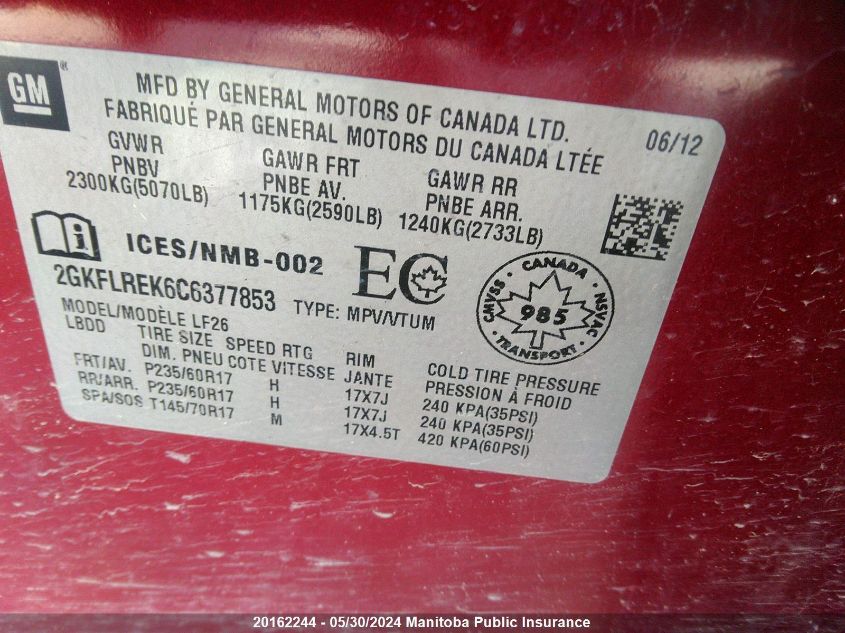 GM®
MFD BY GENERAL MOTORS OF CANADA LTD.
FABRIQUÉ PAR GENERAL MOTORS DU CANADA LTÉE
06/12
GVWR
PNBV
2300KG(5070LB)
GAWR FRT
PNBE AV.
1175KG(2590LB)
GAWR RR
PNBE ARR.
1240KG(2733LB)
ICES/NMB-002
EC
CANADA
CMVSS
985
NSVAC
TRANSPORT
2GKFLREK6C6377853 TYPE: MPV/VTUM
MODEL/MODÈLE LF26
LBDD TIRE SIZE SPEED RTG RIM COLD TIRE PRESSURE
DIM. PNEU COTE VITESSE JANTE PRESSION À FROID
FRT/AV. P235/60R17 H 17X7J 240 KPA(35PSI)
RR/ARR. P235/60R17 H 17X7J 240 KPA(35PSI)
SPA/SOS T145/70R17 M 17X4.5T 420 KPA(60PSI)
20162244 - 05/30/2024 Manitoba Public Insurance